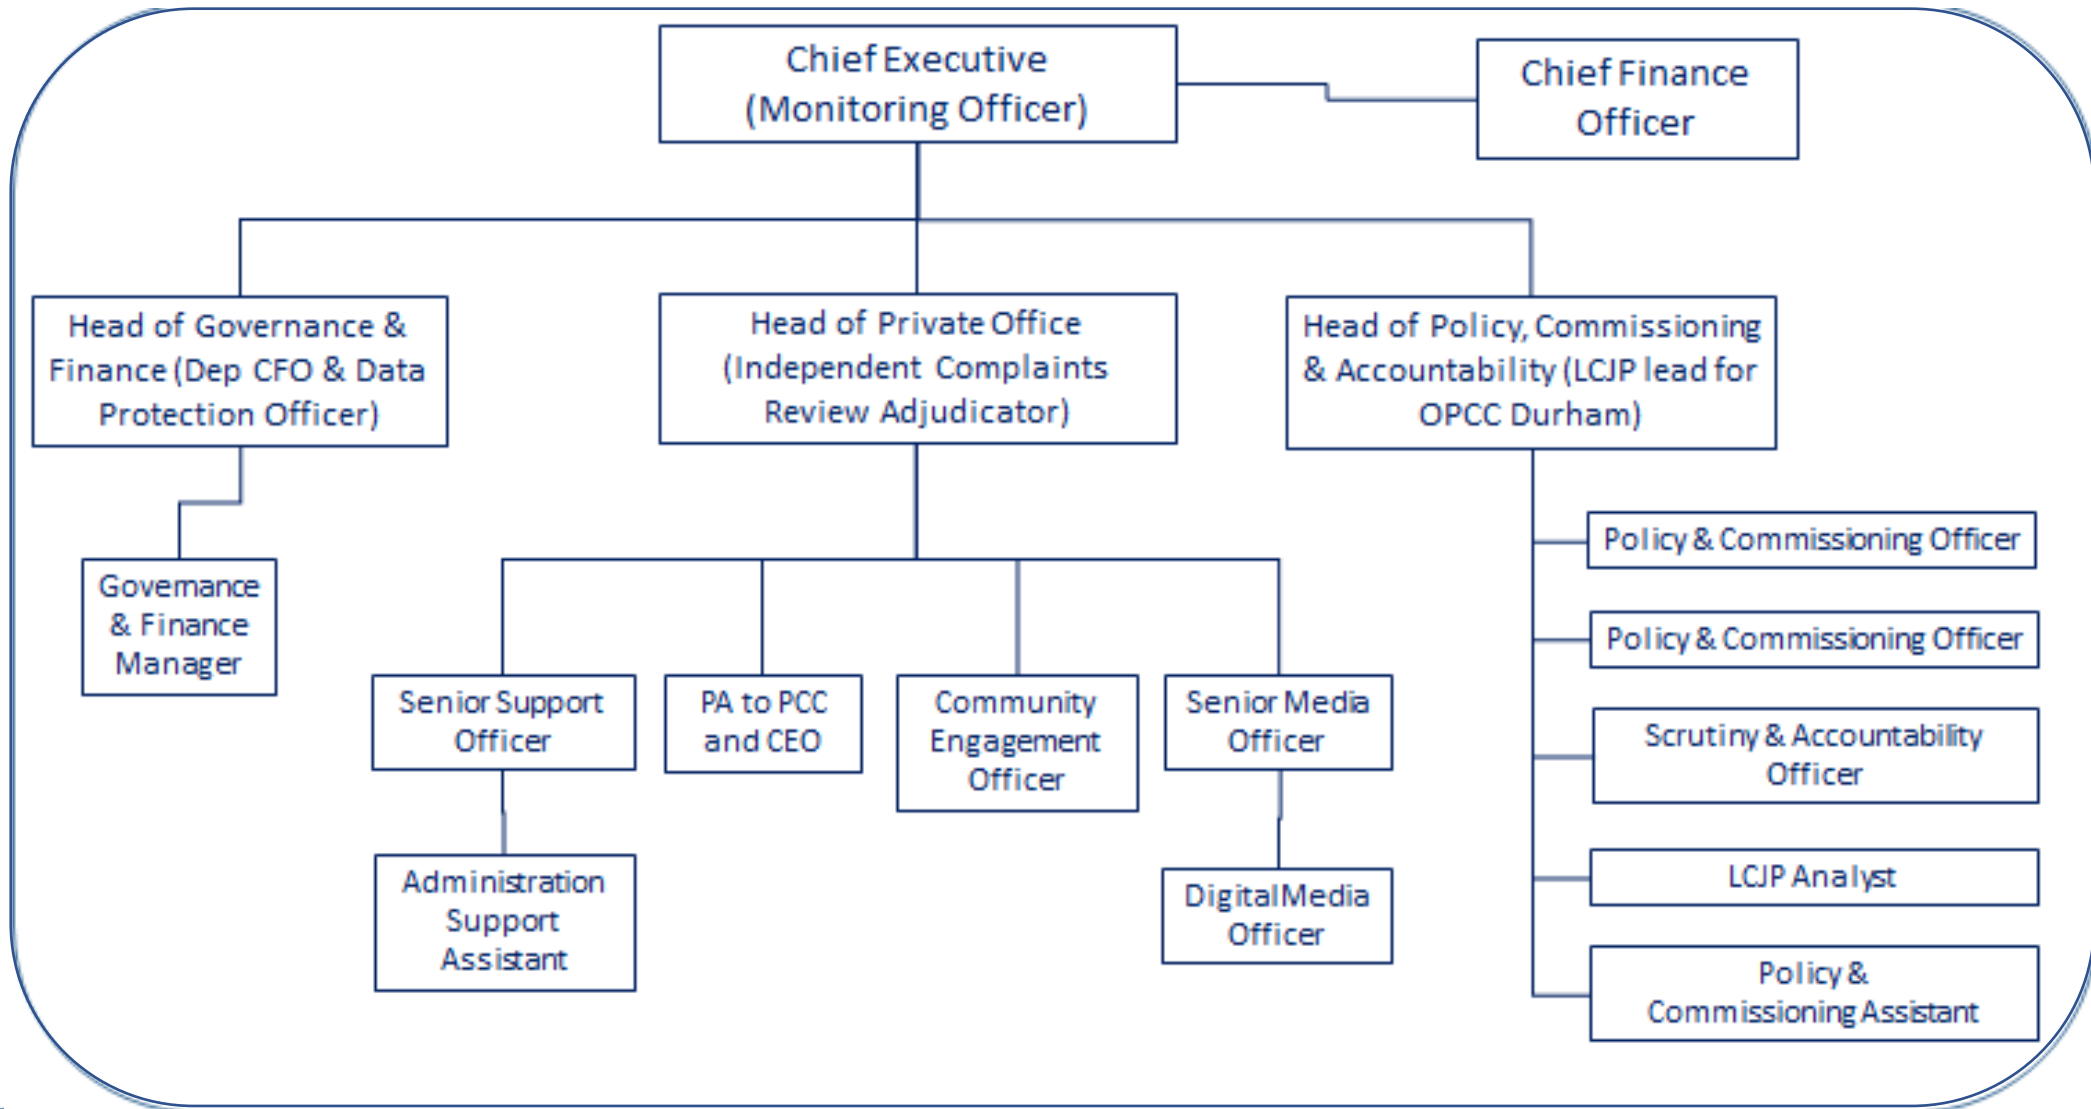 Chief Executive
(Monitoring Officer)
Chief Finance
Officer
Head of Governance &
Finance (Dep CFO & Data
Protection Officer)
Head of Private Office
(Independent Complaints
Review Adjudicator)
Head of Policy, Commissioning
& Accountability (LCJP lead for
OPCC Durham)
Governance
& Finance
Manager
Senior Support
Officer
PA to PCC
and CEO
Community
Engagement
Officer
Senior Media
Officer
Administration
Support
Assistant
Digital Media
Officer
Policy & Commissioning Officer
Policy & Commissioning Officer
Scrutiny & Accountability
Officer
LCJP Analyst
Policy &
Commissioning Assistant